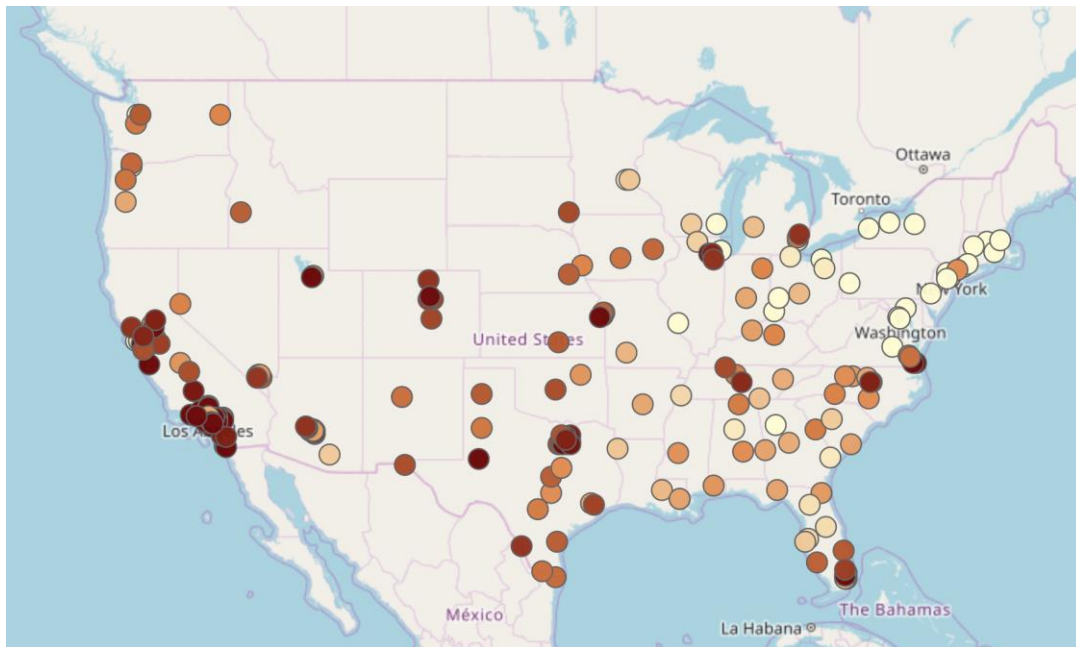 Ottawa
Toronto
New York
Washington
United States
Los Angeles
México
The Bahamas
La Habana